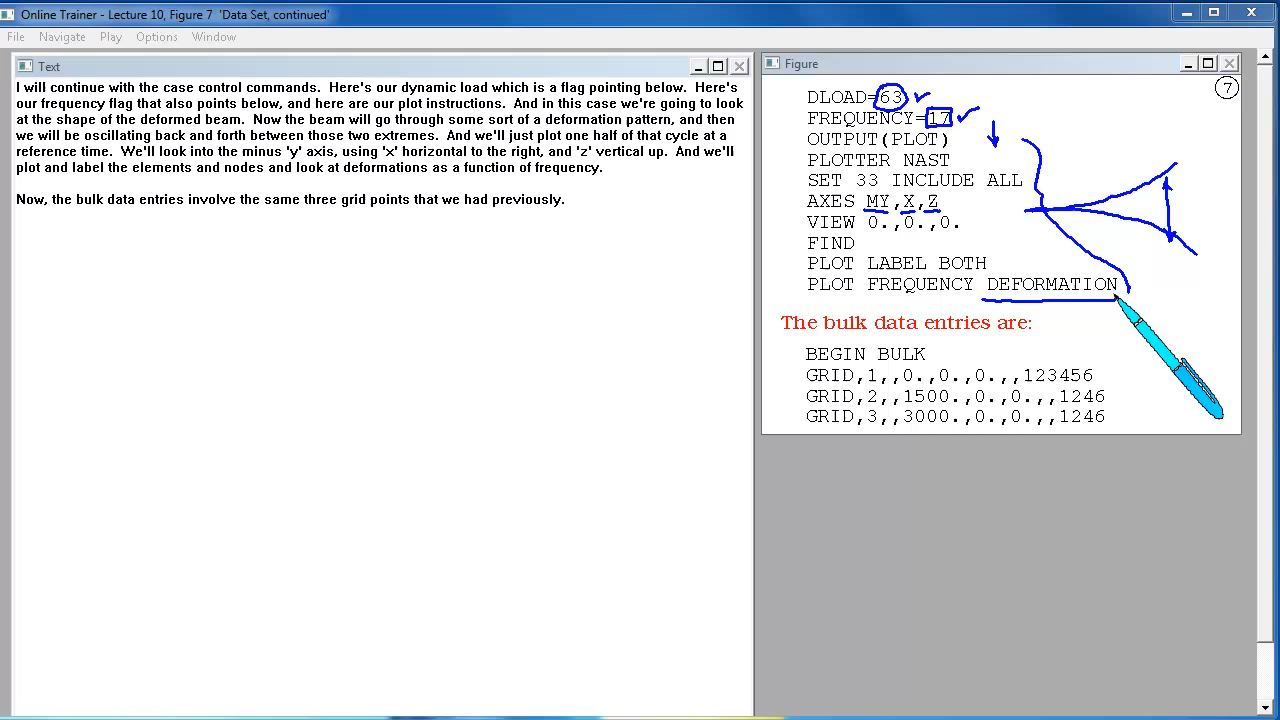 Online Trainer - Lecture 10, Figure 7 'Data Set, continued'
File Navigate Play Options Window
Text
I will continue with the case control commands. Here's our dynamic load which is a flag pointing below. Here's
our frequency flag that also points below, and here are our plot instructions. And in this case we're going to look
at the shape of the deformed beam. Now the beam will go through some sort of a deformation pattern, and then
we will be oscillating back and forth between those two extremes. And we'll just plot one half of that cycle at a
reference time. We'll look into the minus 'y' axis, using 'x' horizontal to the right, and 'z' vertical up. And we'll
plot and label the elements and nodes and look at deformations as a function of frequency.
Now, the bulk data entries involve the same three grid points that we had previously.
Figure
7
DLOAD=63
FREQUENCY=17
OUTPUT(PLOT)
PLOTTER NAST
SET 33 INCLUDE ALL
AXES MY,X,Z
VIEW 0.,0.,0.
FIND
PLOT LABEL BOTH
PLOT FREQUENCY DEFORMATION
The bulk data entries are:
BEGIN BULK
GRID,1,,0.,0.,0.,,123456
GRID,2,,1500.,0.,0.,,1246
GRID,3,,3000.,0.,0.,,1246